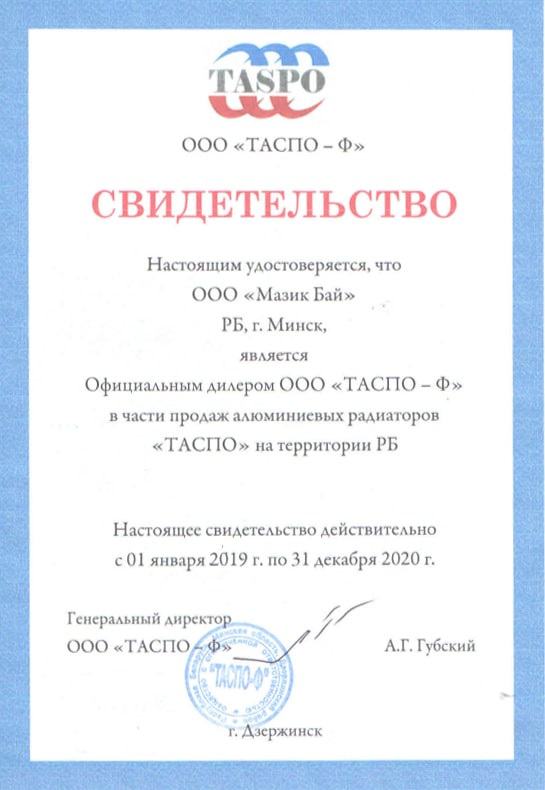 TASPO
ООО «ТАСПО – Ф»
СВИДЕТЕЛЬСТВО
Настоящим удостоверяется, что
ООО «Мазик Бай»
РБ, г. Минск,
является
Официальным дилером ООО «ТАСПО – Ф»
в части продаж алюминиевых радиаторов
«ТАСПО» на территории РБ
Настоящее свидетельство действительно
с 01 января 2019 г. по 31 декабря 2020 г.
Генеральный директор
ООО «ТАСПО – Ф»
А.Г. Губский
"ТАСПО-Ф"
г. Дзержинск